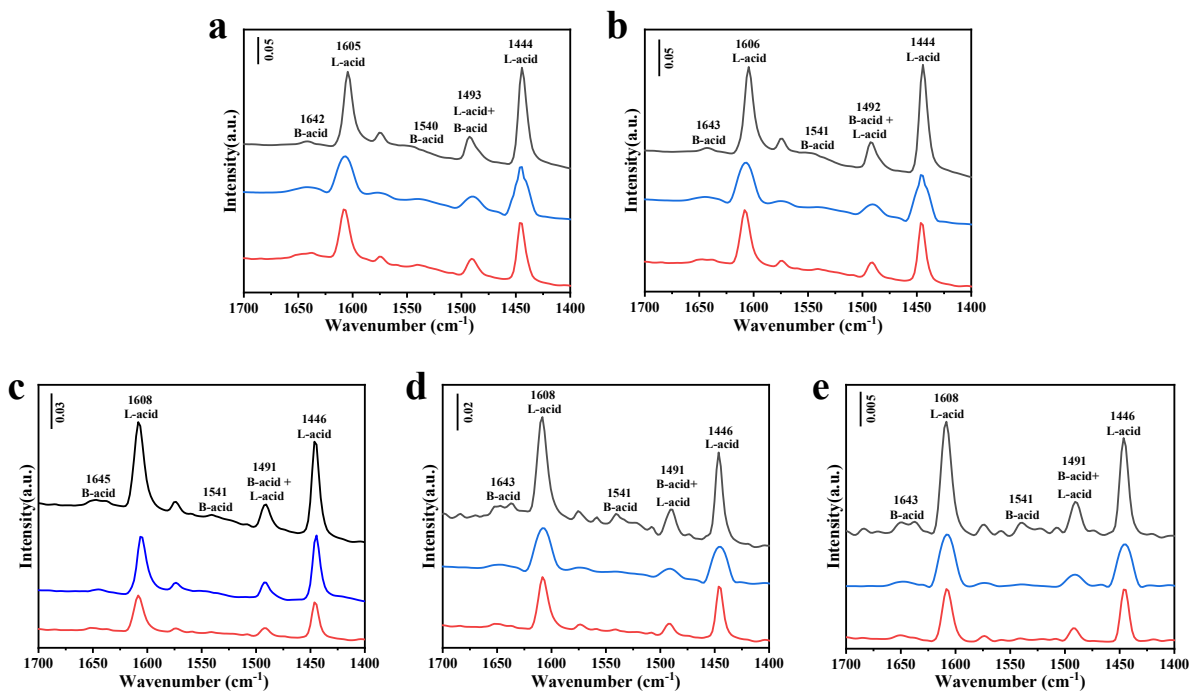 a
0.05
1605
L-acid
1444
L-acid
1493
L-acid+
B-acid
1642
B-acid
1540
B-acid
Intensity(a.u.)
1700 1650 1600 1550 1500 1450 1400
Wavenumber (cm-1)
b
0.05
1606
L-acid
1444
L-acid
1492
B-acid +
L-acid
1643
B-acid
1541
B-acid
Intensity(a.u.)
1700 1650 1600 1550 1500 1450 1400
Wavenumber (cm-1)
c
0.03
1608
L-acid
1446
L-acid
1645
B-acid
1541
B-acid
1491
B-acid +
L-acid
Intensity(a.u.)
1700 1650 1600 1550 1500 1450 1400
Wavenumber (cm-1)
d
0.02
1608
L-acid
1446
L-acid
1643
B-acid
1541
B-acid
1491
B-acid+
L-acid
Intensity(a.u.)
1700 1650 1600 1550 1500 1450 1400
Wavenumber (cm-1)
e
0.005
1608
L-acid
1446
L-acid
1643
B-acid
1541
B-acid
1491
B-acid+
L-acid
Intensity(a.u.)
1700 1650 1600 1550 1500 1450 1400
Wavenumber (cm-1)